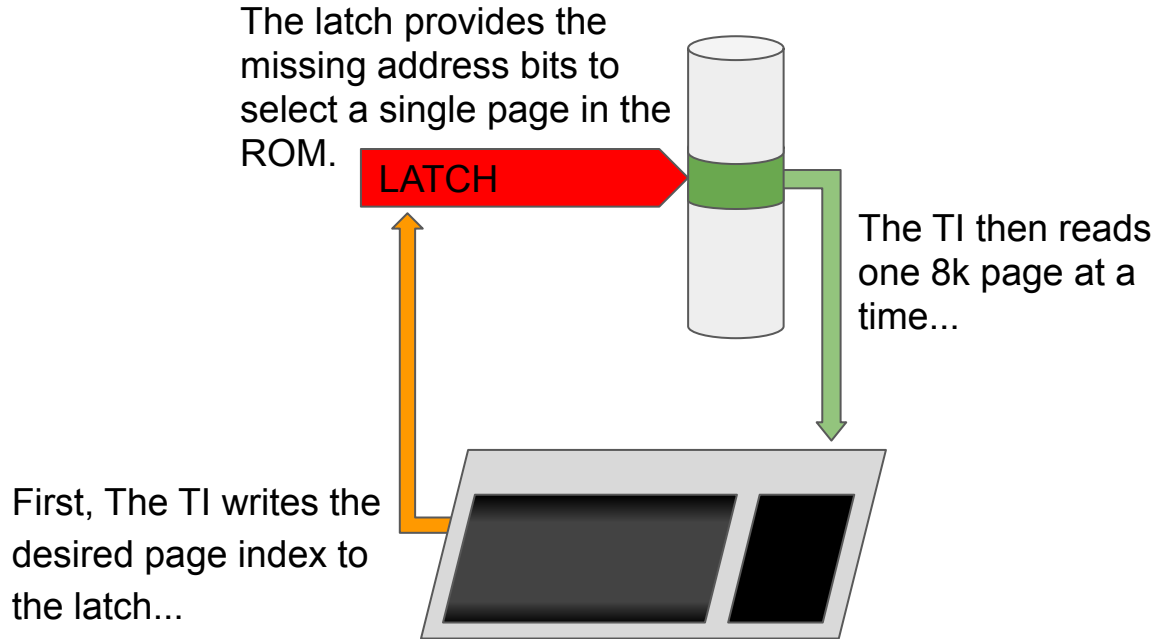 The latch provides the
missing address bits to
select a single page in the
ROM.
LATCH
The TI then reads
one 8k page at a
time...
First, The TI writes the
desired page index to
the latch...